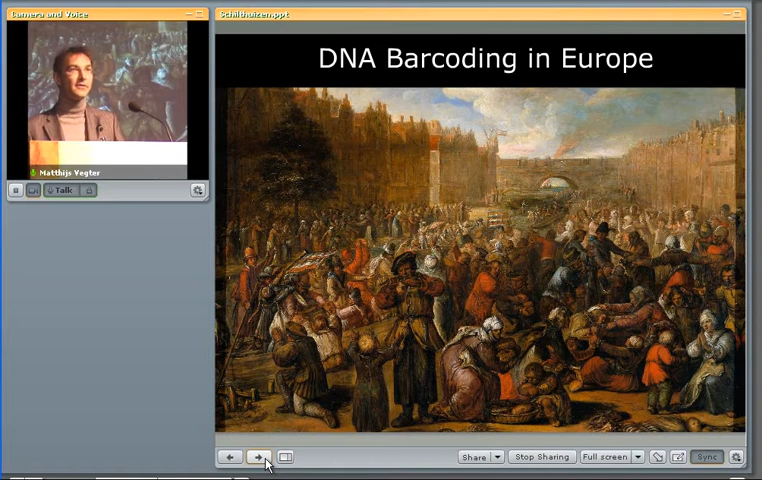 Camera and Voice
Schilthuizen.ppt
DNA Barcoding in Europe
Matthijs Vegter
Talk
Share
Stop Sharing
Full screen
Sync